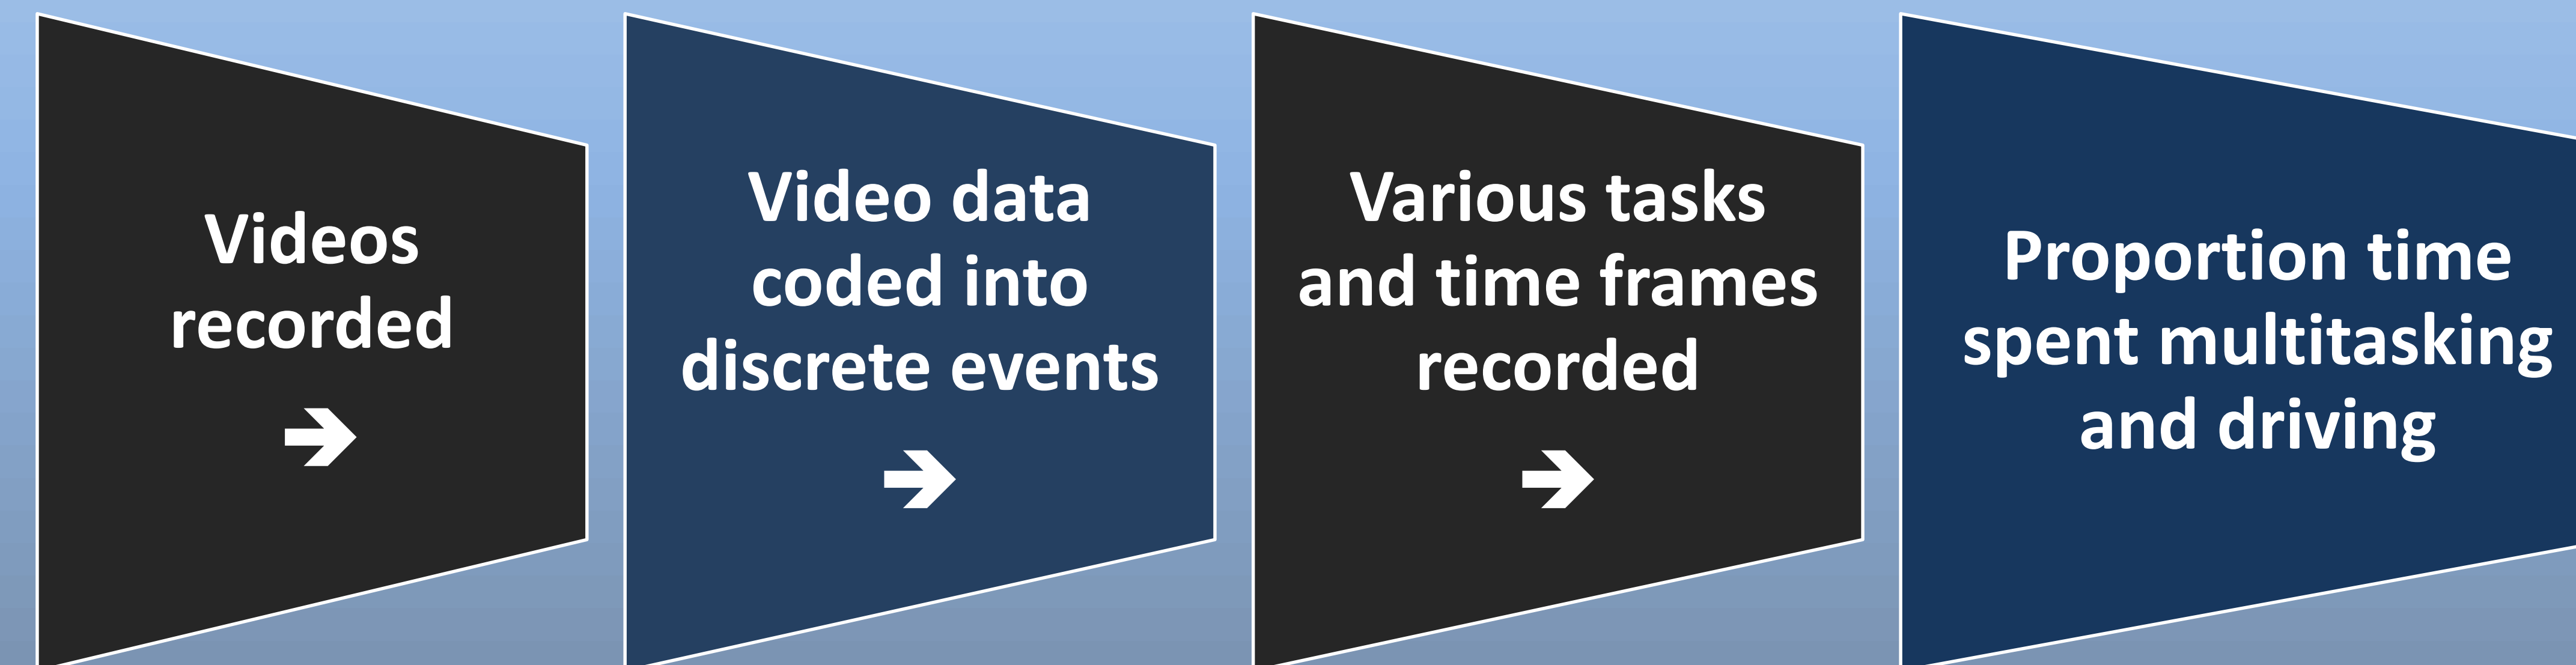 Videos
recorded
➔
Video data
coded into
discrete events
➔
Various tasks
and time frames
recorded
➔
Proportion time
spent multitasking
and driving